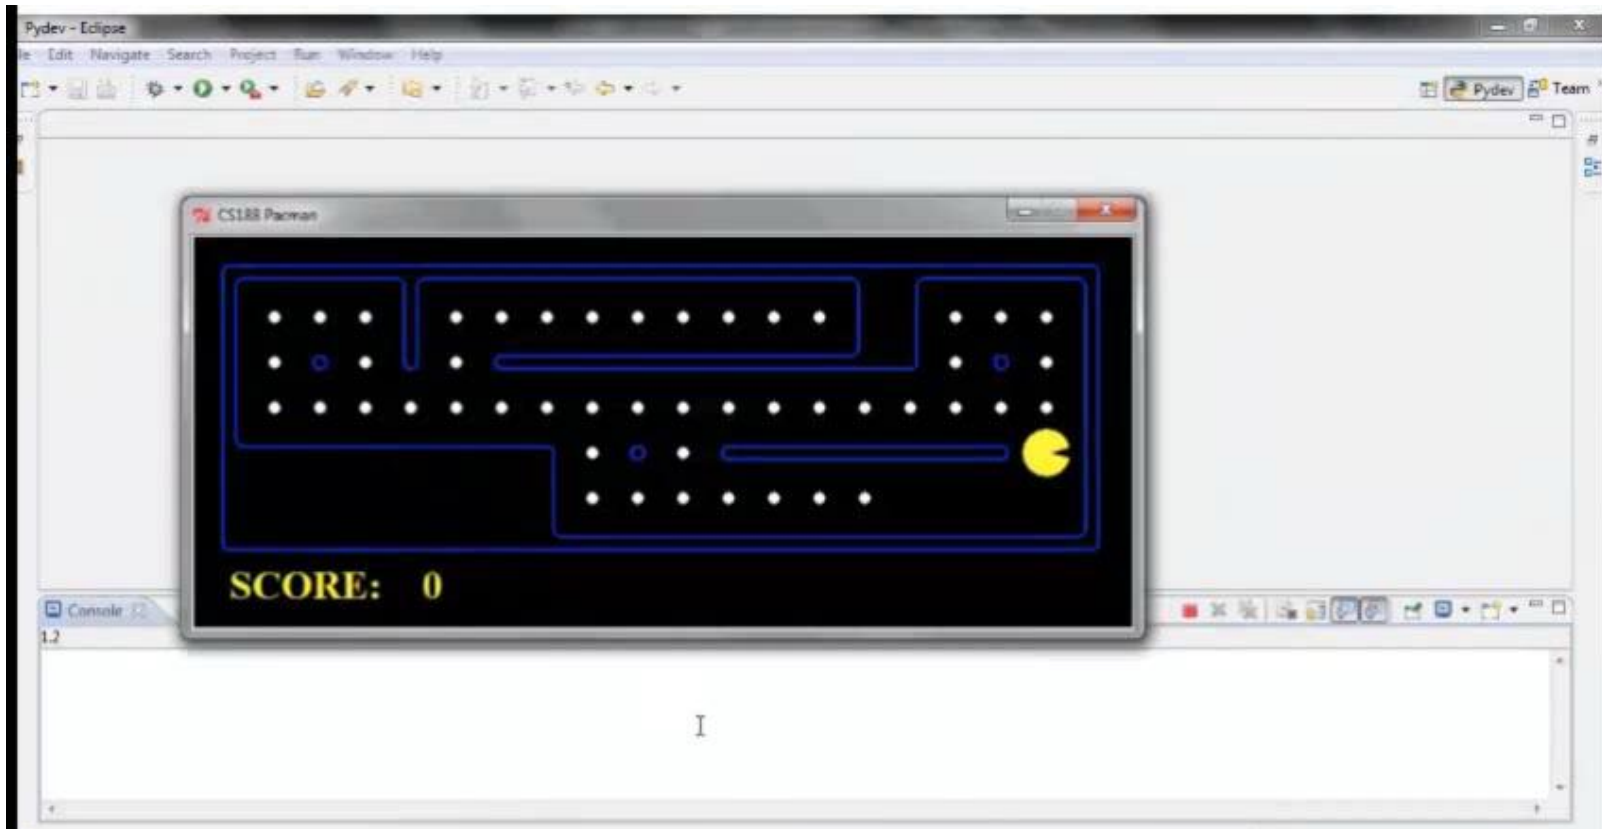 Pydev - Eclipse
Edit Navigate Search Project Run Window Help
Pydev Team
CS188 Pacman
SCORE: 0
Console
1.2